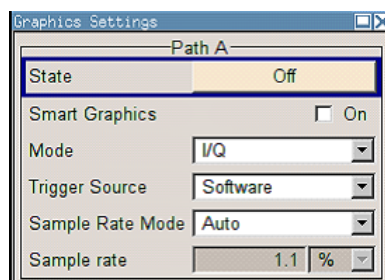 Graphics Settings
Path A
State Off
Smart Graphics On
Mode I/Q
Trigger Source Software
Sample Rate Mode Auto
Sample rate 1.1 %